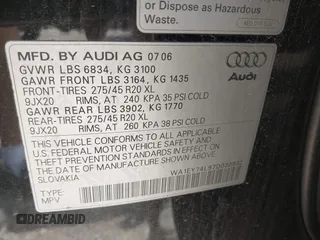 Dispose as Hazardous
Waste.
MFD. BY AUDI AG 07 06
GVWR LBS 6834, KG 3100
GAWR FRONT LBS 3164, KG 1435
FRONT-TIRES 275/45 R20 XL
9JX20 RIMS, AT 240 KPA 35 PSI COLD
GAWR REAR LBS 3902, KG 1770
REAR-TIRES 275/45 R20 XL
9JX20 RIMS, AT 260 KPA 38 PSI COLD
THIS VEHICLE CONFORMS TO ALL APPLICABLE
U.S. FEDERAL MOTOR VEHICLE SAFETY
STANDARDS IN EFFECT ON THE DATE OF
MANUFACTURE SHOWN ABOVE.
SLOVAKIA
TYPE:
MPV
Audi
DREAMBID